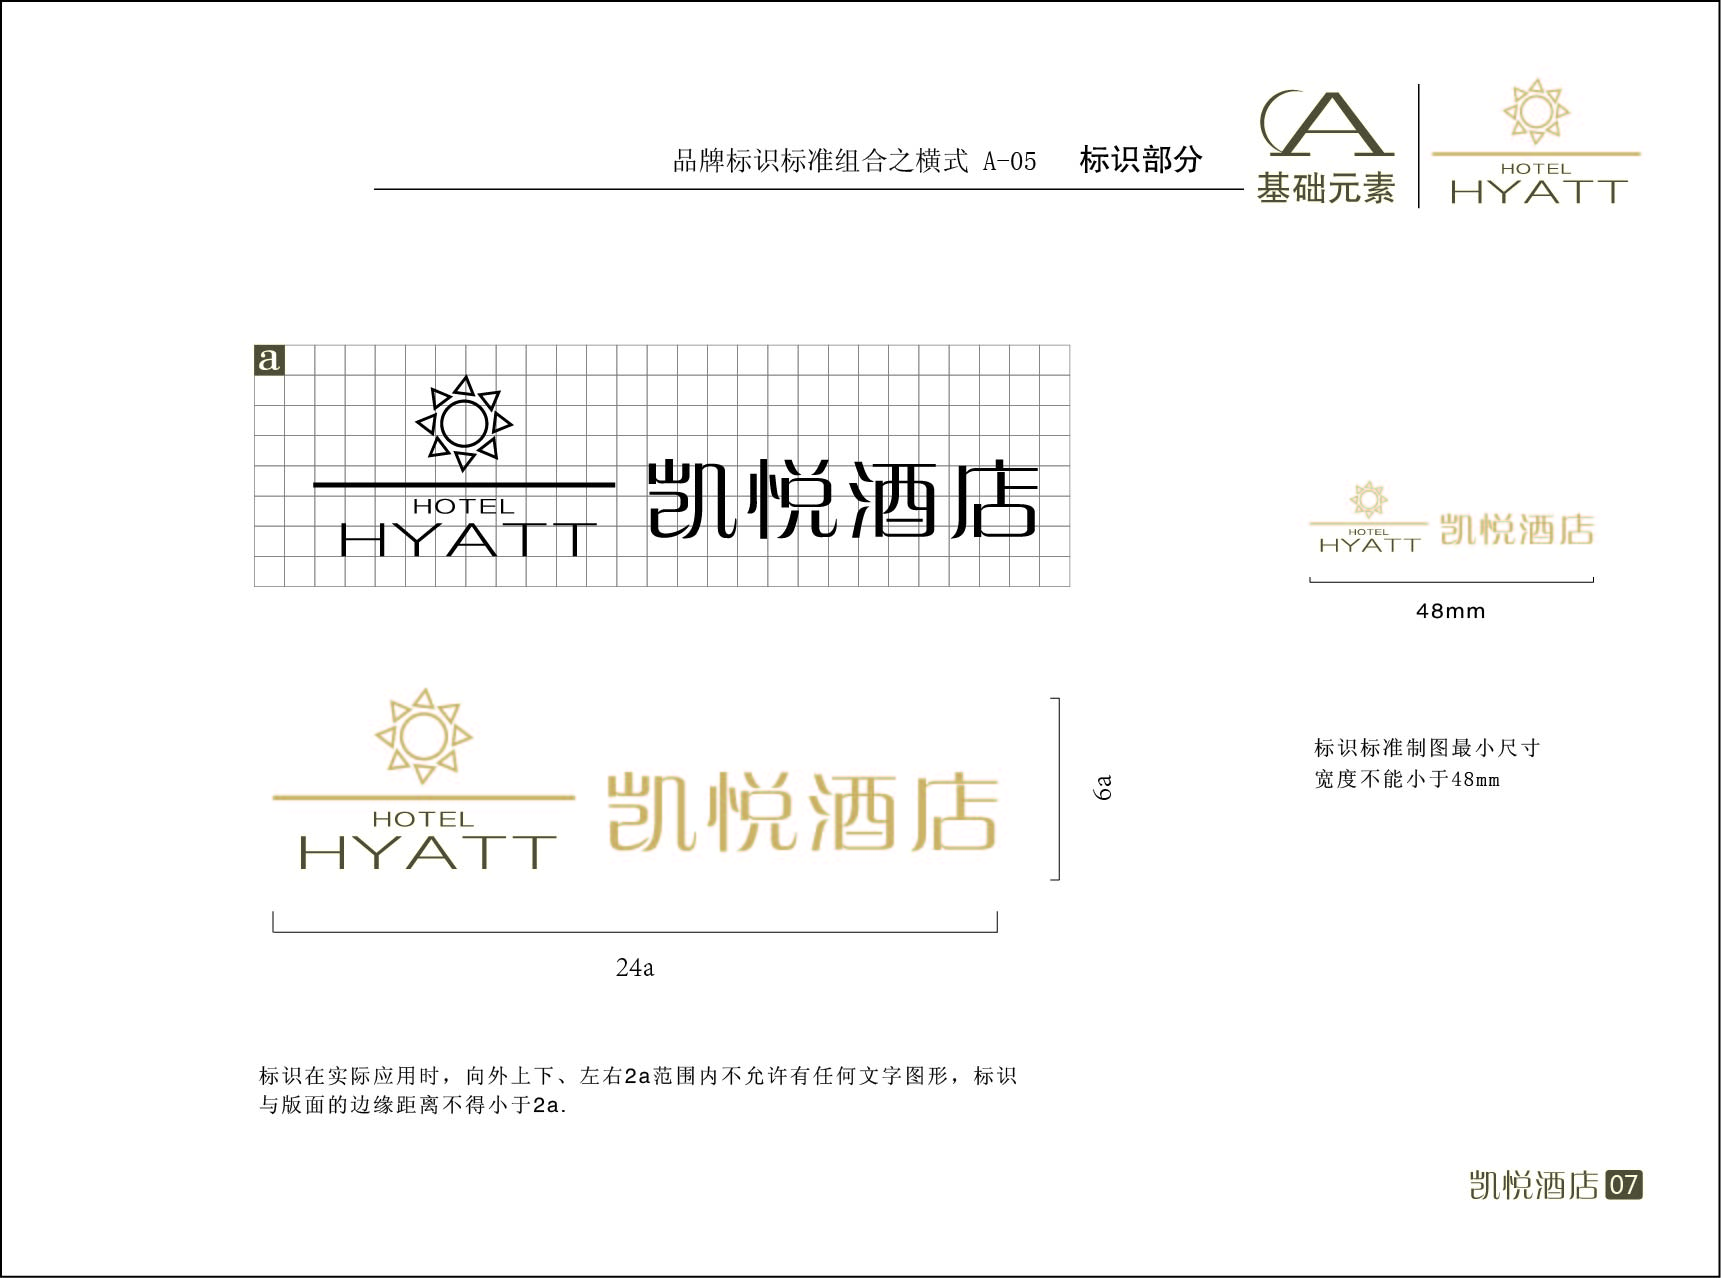 品牌标识标准组合之横式 A-05 标识部分
A
基础元素
HOTEL
HYATT
a
HOTEL
HYATT
凯悦酒店
HOTEL
HYATT
凯悦酒店
48mm
HOTEL
HYATT
凯悦酒店
6a
24a
标识标准制图最小尺寸
宽度不能小于48mm
标识在实际应用时，向外上下、左右2a范围内不允许有任何文字图形，标识
与版面的边缘距离不得小于2a.
凯悦酒店 07